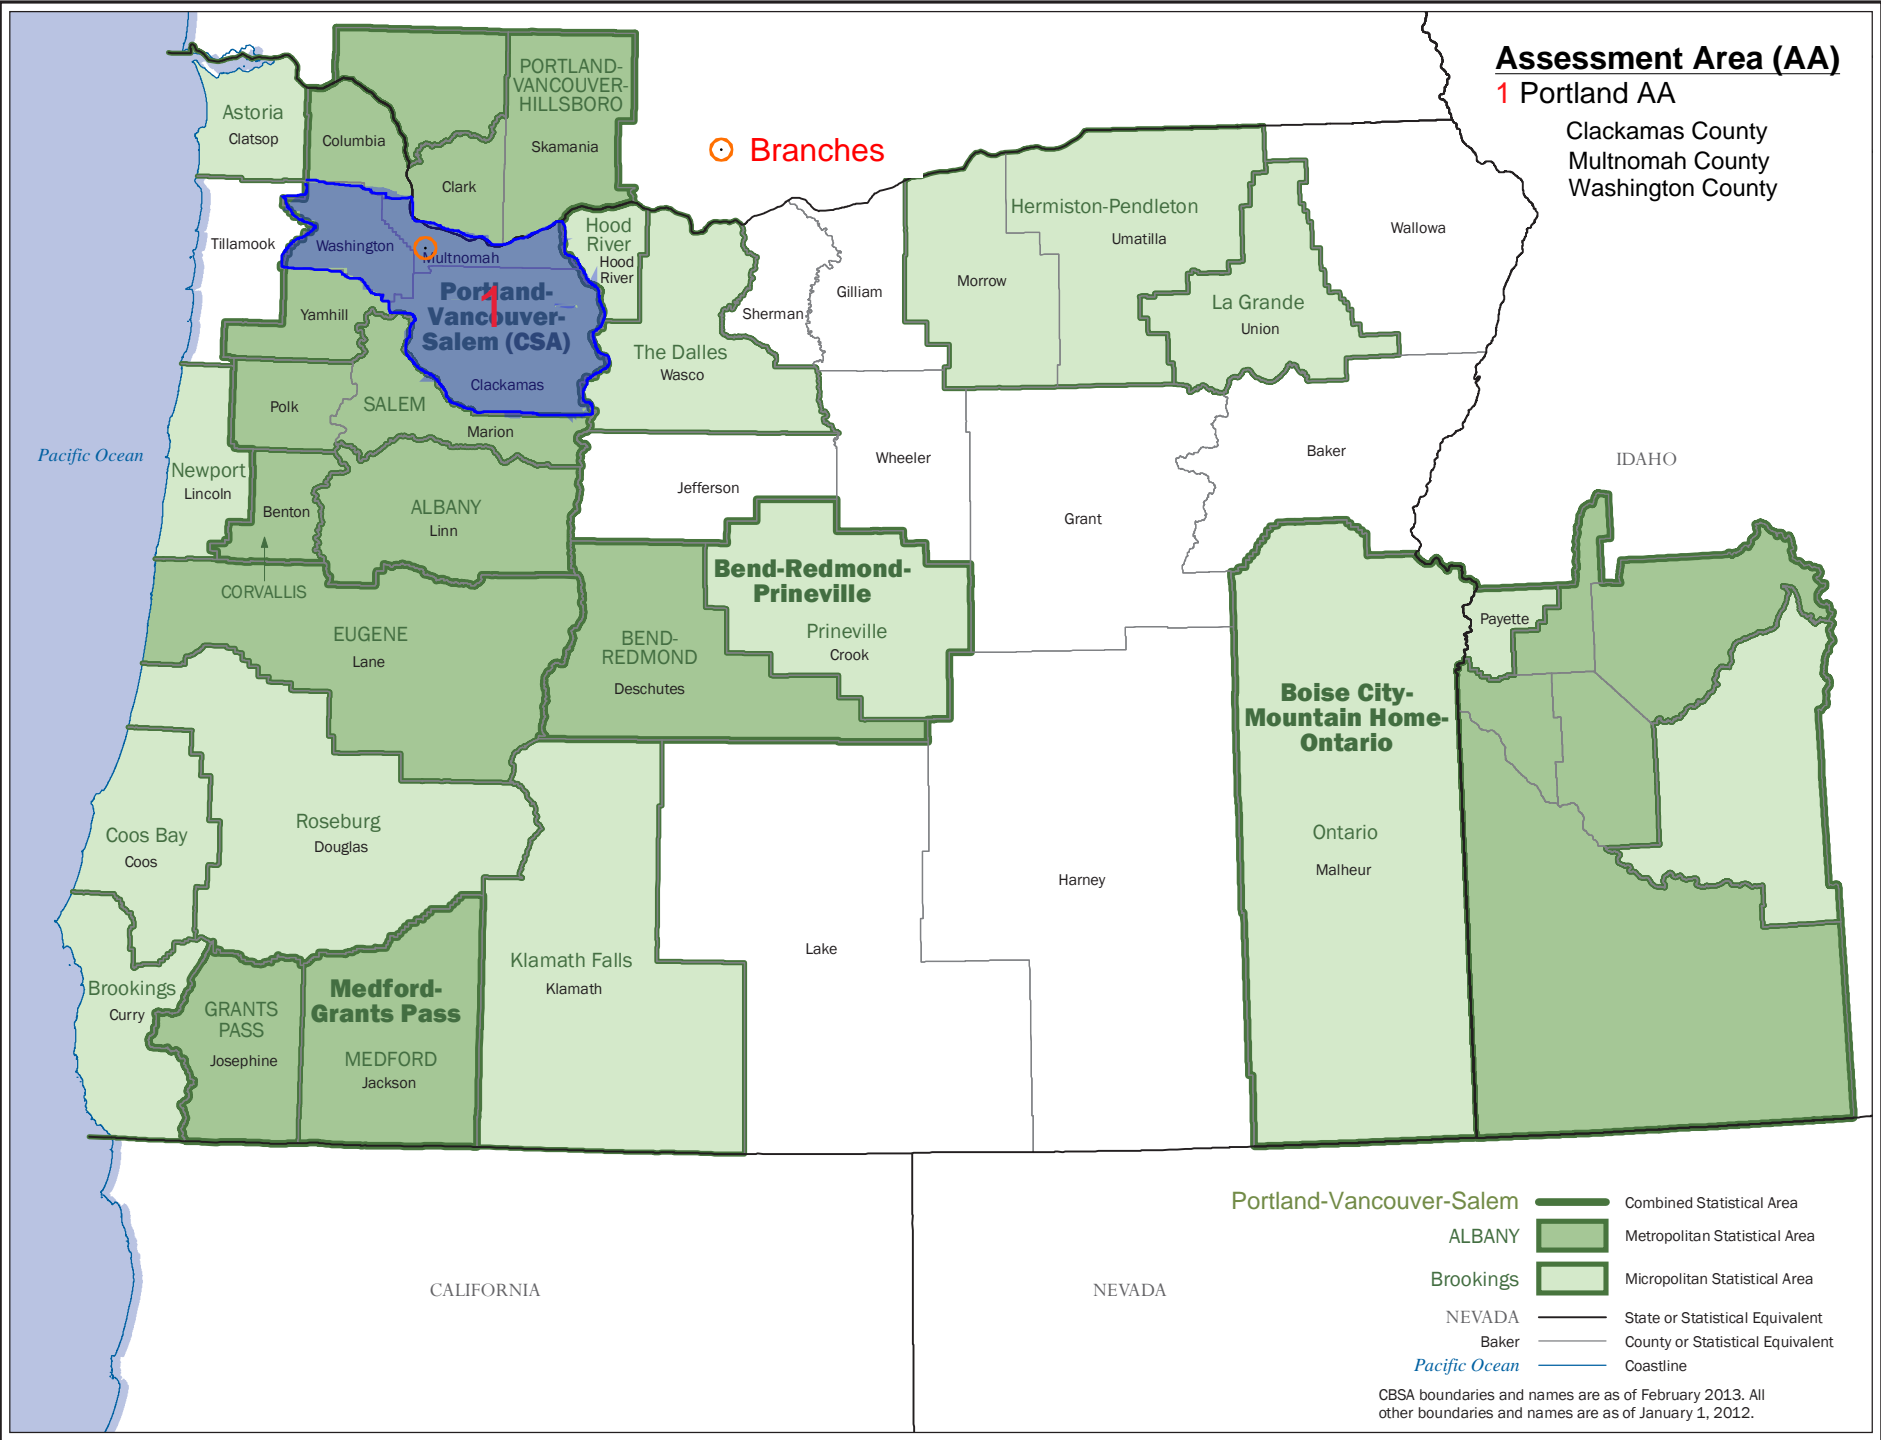 Assessment Area (AA)
1 Portland AA
Clackamas County
Multnomah County
Washington County
Branches
PORTLAND-
VANCOUVER-
HILLSBORO
Skamania
Astoria
Clatsop
Columbia
Clark
Tillamook
Washington
Multnomah
Hood
River
Hood
River
Portland-
Vancouver-
Salem (CSA)
1
Clackamas
Yamhill
Polk
SALEM
Marion
The Dalles
Wasco
Sherman
Gilliam
Morrow
Hermiston-Pendleton
Umatilla
La Grande
Union
Wallowa
Pacific Ocean
Newport
Lincoln
Benton
CORVALLIS
ALBANY
Linn
Jefferson
Wheeler
Grant
Baker
IDAHO
EUGENE
Lane
BEND-
REDMOND
Deschutes
Bend-Redmond-
Prineville
Prineville
Crook
Payette
Boise City-
Mountain Home-
Ontario
Ontario
Malheur
Coos Bay
Coos
Roseburg
Douglas
Harney
Lake
Klamath Falls
Klamath
Brookings
Curry
GRANTS
PASS
Josephine
Medford-
Grants Pass
MEDFORD
Jackson
CALIFORNIA
NEVADA
Portland-Vancouver-Salem Combined Statistical Area
ALBANY Metropolitan Statistical Area
Brookings Micropolitan Statistical Area
NEVADA State or Statistical Equivalent
Baker County or Statistical Equivalent
Pacific Ocean Coastline
CBSA boundaries and names are as of February 2013. All
other boundaries and names are as of January 1, 2012.